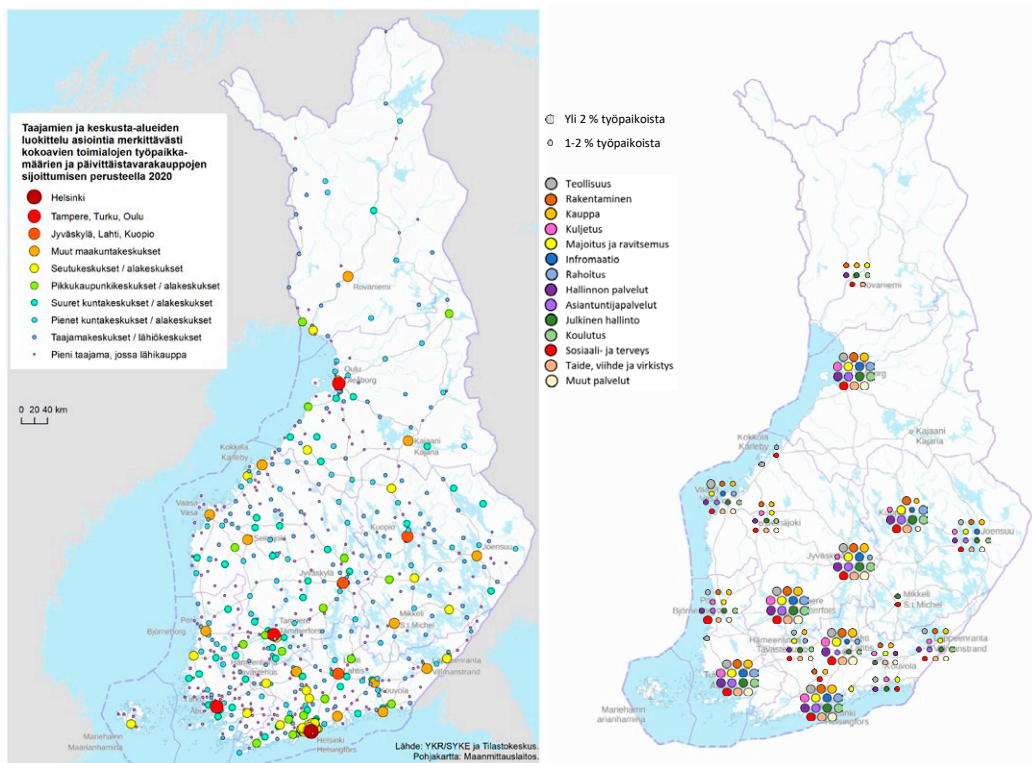 Taajamien ja keskusta-alueiden
luokittelu asiointia merkittävästi
kokoavien toimialojen työpaikka-
määrien ja päivittäistavarakauppojen
sijoittumisen perusteella 2020
Helsinki
Tampere, Turku, Oulu
Jyväskylä, Lahti, Kuopio
Muut maakuntakeskukset
Seutukeskukset / alakeskukset
Pikkukaupunkikeskukset / alakeskukset
Suuret kuntakeskukset / alakeskukset
Pienet kuntakeskukset / alakeskukset
Taajamakeskukset / lähiökeskukset
Pieni taajama, jossa lähikauppa
0 20 40 km
Rovaniemi
Oulu
Kajaani
Kajana
Kokkola
Karleby
Vaasa
Vasa
Seinäjoki
Kuopio
Joensuu
Jyväskylä
Mikkeli
S:t Michel
Pori
Björneborg
Tampere
Tammerfors
Kouvola
Mariehamn
Maarianhamina
Helsinki
Helsingfors
Lähde: YKR/SYKE ja Tilastokeskus.
Pohjakartta: Maanmittauslaitos.
Yli 2 % työpaikoista
1-2 % työpaikoista
Teollisuus
Rakentaminen
Kauppa
Kuljetus
Majoitus ja ravitsemus
Infromaatio
Rahoitus
Hallinnon palvelut
Asiantuntijapalvelut
Julkinen hallinto
Koulutus
Sosiaali- ja terveys
Taide, viihde ja virkistys
Muut palvelut
Rovaniemi
Kajaani
Kajana
Kokkola
Karleby
Joensuu
Jyväskylä
Mikkeli
S:t Michel
Kouvola
Mariehamn
arianhamina
Helsingfors